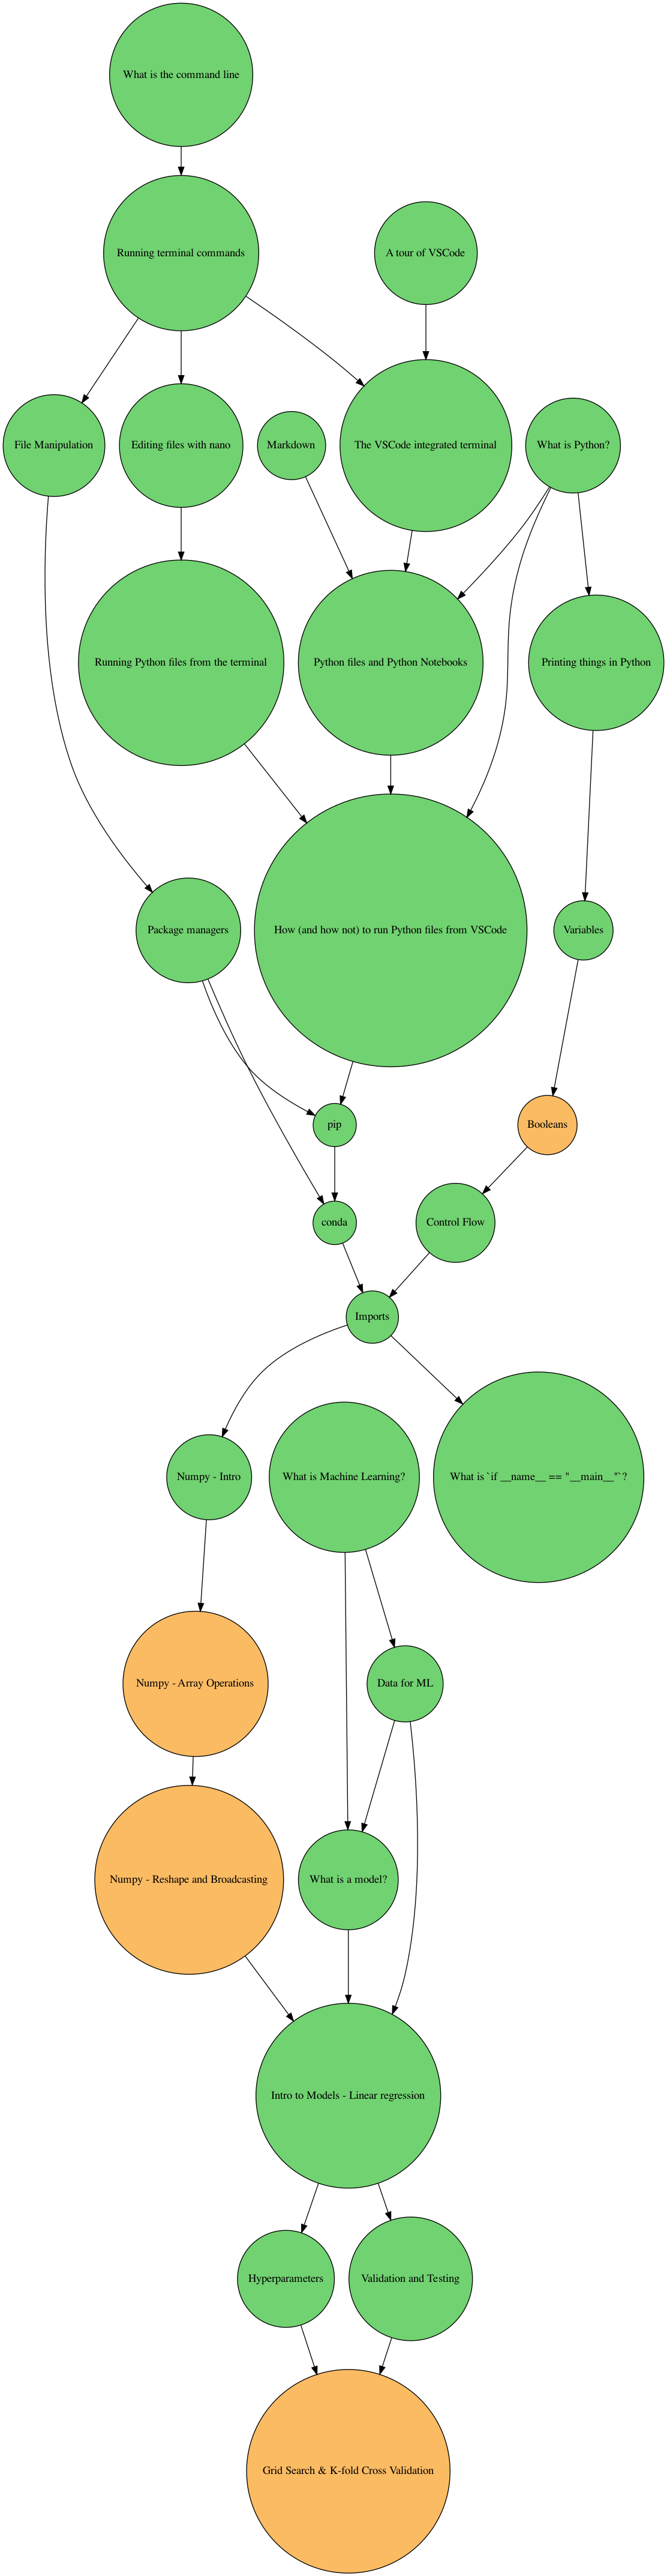 What is the command line
Running terminal commands
A tour of VSCode
File Manipulation
Editing files with nano
Markdown
The VSCode integrated terminal
What is Python?
Running Python files from the terminal
Python files and Python Notebooks
Printing things in Python
Package managers
How (and how not) to run Python files from VSCode
Variables
pip
Booleans
conda
Control Flow
Imports
Numpy - Intro
What is Machine Learning?
What is `if __name__ == "__main__"`?
Numpy - Array Operations
Data for ML
Numpy - Reshape and Broadcasting
What is a model?
Intro to Models - Linear regression
Hyperparameters
Validation and Testing
Grid Search & K-fold Cross Validation